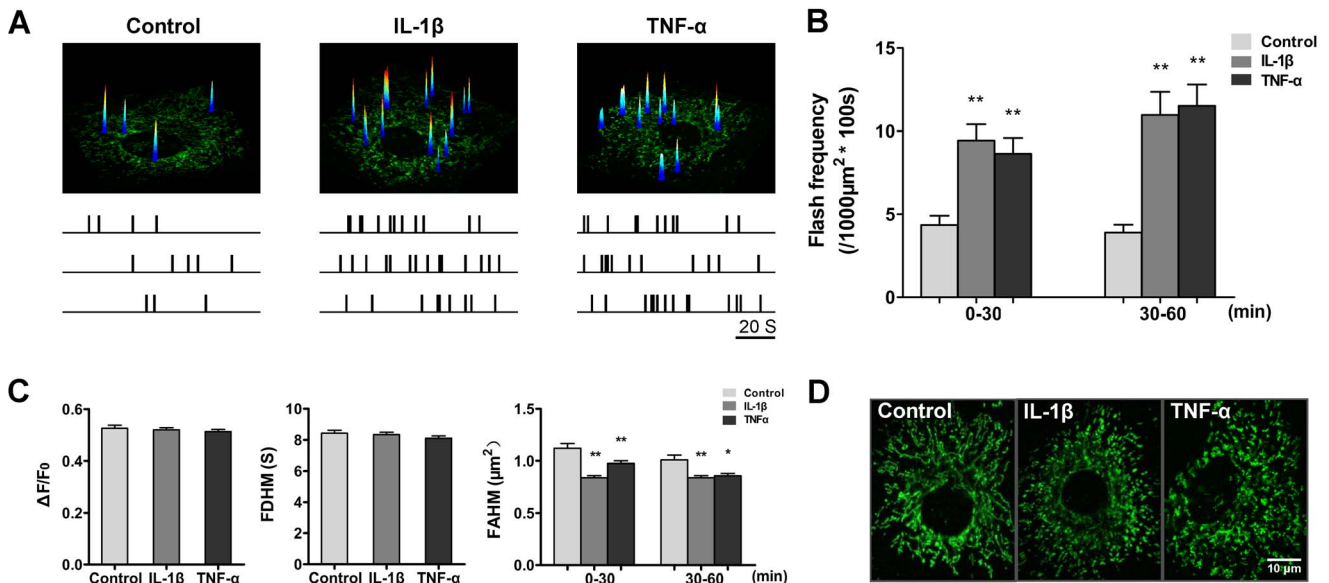 A
Control
IL-1β
TNF-α
20 S
B
Flash frequency
(/1000μm² * 100s)
15
10
5
0
** **
** **
0-30
30-60
(min)
Control
IL-1β
TNF-α
C
ΔF/F₀
0.6
0.4
0.2
0.0
Control IL-1β TNF-α
FDHM (S)
10
8
6
4
2
0
Control IL-1β TNF-α
FAHM (μm²)
1.5
1.0
0.5
0.0
** **
** *
0-30
30-60
(min)
Control
IL-1β
TNFα
D
Control
IL-1β
TNF-α
10 μm